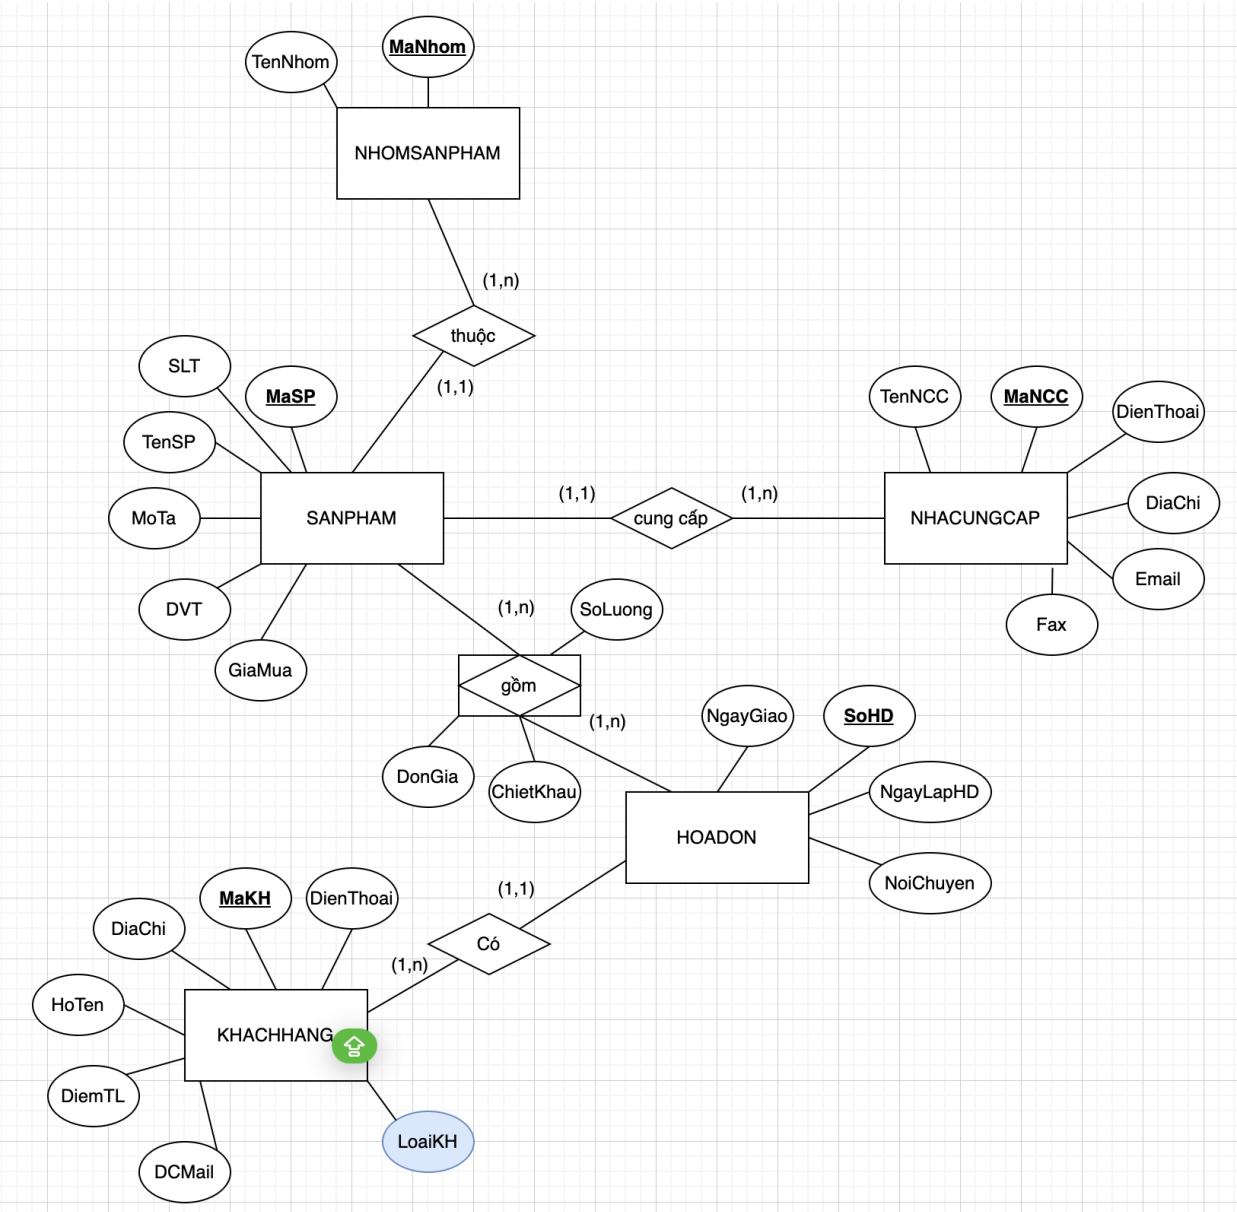 MaNhom
TenNhom
NHOMSANPHAM
(1,n)
thuộc
SLT
(1,1)
MaSP
TenNCC
MaNCC
DienThoai
TenSP
(1,1)
(1,n)
DiaChi
MoTa
SANPHAM
cung cấp
NHACUNGCAP
Email
DVT
(1,n)
SoLuong
Fax
GiaMua
gồm
(1,n)
NgayGiao
SoHD
DonGia
ChietKhau
NgayLapHD
HOADON
(1,1)
NoiChuyen
MaKH
DienThoai
DiaChi
Có
(1,n)
HoTen
KHACHHANG
DiemTL
LoaiKH
DCMail